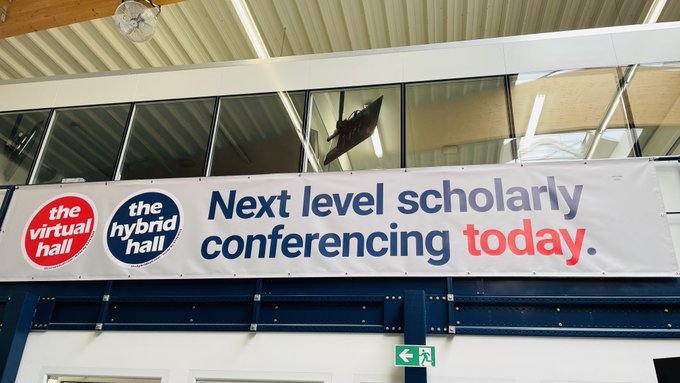 the
virtual
hall
the
hybrid
hall
Next level scholarly
conferencing today.